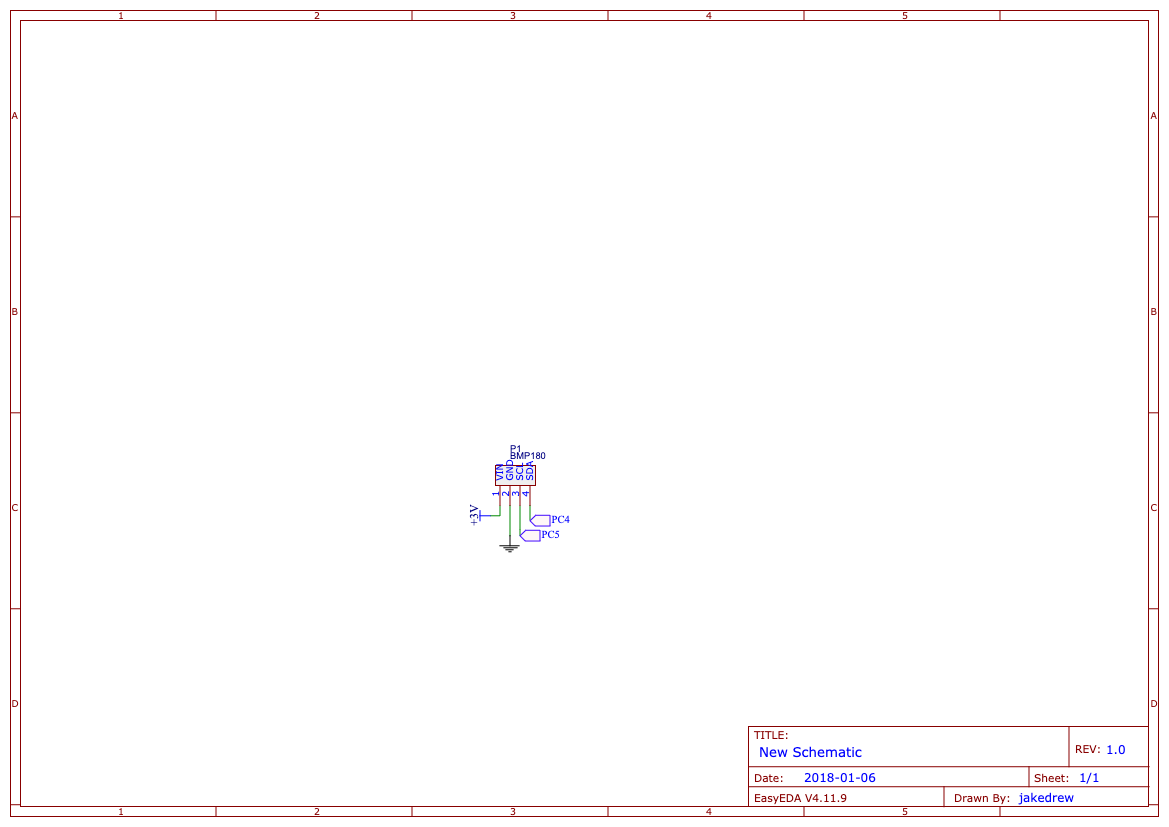 1 2 3 4 5
A A
B B
P1
BMP180
VIN GND SCL SDA
1 2 3 4
C C
+3V
PC4
PC5
D D
TITLE:
New Schematic
REV: 1.0
Date: 2018-01-06 Sheet: 1/1
EasyEDA V4.11.9 Drawn By: jakedrew
1 2 3 4 5